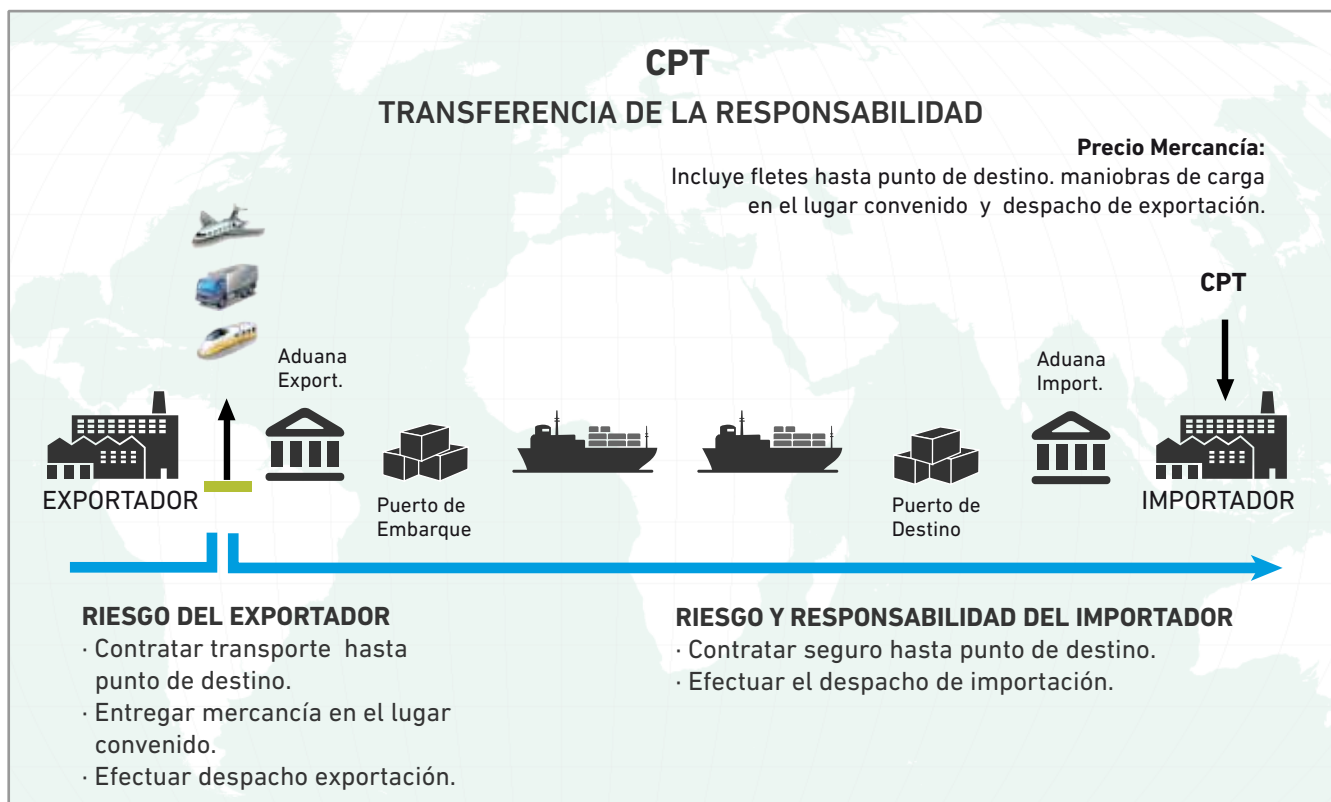 CPT
TRANSFERENCIA DE LA RESPONSABILIDAD
Precio Mercancía:
Incluye fletes hasta punto de destino. maniobras de carga
en el lugar convenido y despacho de exportación.
CPT
Aduana
Export.
Aduana
Import.
EXPORTADOR
Puerto de
Embarque
Puerto de
Destino
IMPORTADOR
RIESGO DEL EXPORTADOR
· Contratar transporte hasta
punto de destino.
· Entregar mercancía en el lugar
convenido.
· Efectuar despacho exportación.
RIESGO Y RESPONSABILIDAD DEL IMPORTADOR
· Contratar seguro hasta punto de destino.
· Efectuar el despacho de importación.